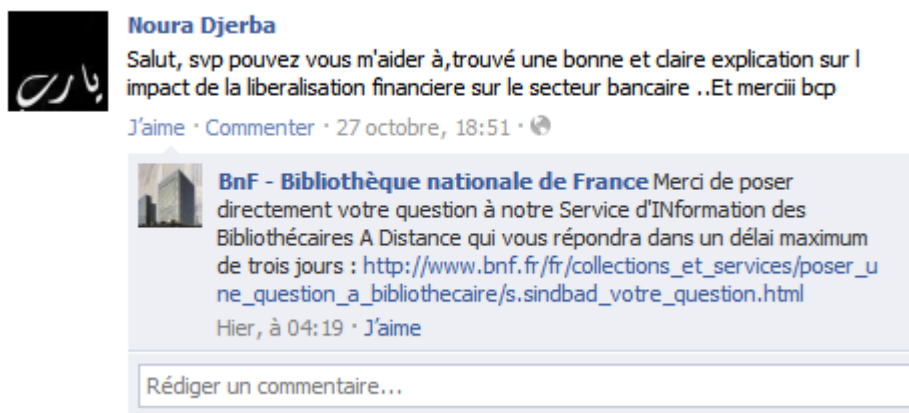 يا رب
Noura Djerba
Salut, svp pouvez vous m'aider à,trouvé une bonne et claire explication sur l
impact de la liberalisation financiere sur le secteur bancaire ..Et merciii bcp
J'aime · Commenter · 27 octobre, 18:51 ·
BnF - Bibliothèque nationale de France Merci de poser
directement votre question à notre Service d'INformation des
Bibliothécaires A Distance qui vous répondra dans un délai maximum
de trois jours : http://www.bnf.fr/fr/collections_et_services/poser_u
ne_question_a_bibliothecaire/s.sindbad_votre_question.html
Hier, à 04:19 · J'aime
Rédiger un commentaire...